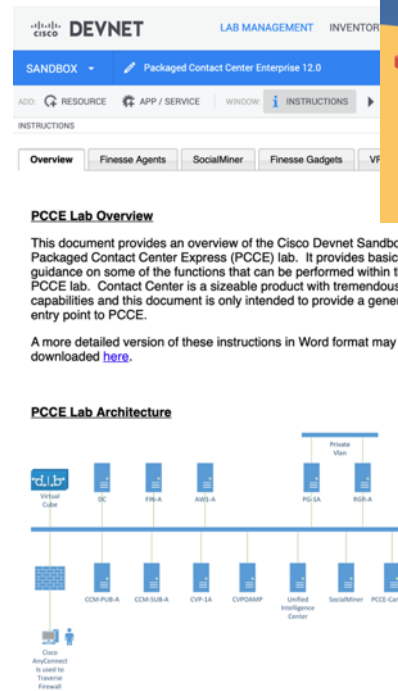 cisco DEVNET LAB MANAGEMENT INVENTOR
SANDBOX Packaged Contact Center Enterprise 12.0
ADD: RESOURCE APP / SERVICE WINDOW: i INSTRUCTIONS
INSTRUCTIONS
Overview Finesse Agents SocialMiner Finesse Gadgets
PCCE Lab Overview
This document provides an overview of the Cisco Devnet Sandbo
Packaged Contact Center Express (PCCE) lab. It provides basic
guidance on some of the functions that can be performed within t
PCCE lab. Contact Center is a sizeable product with tremendous
capabilities and this document is only intended to provide a gener
entry point to PCCE.
A more detailed version of these instructions in Word format may
downloaded here.
PCCE Lab Architecture
Private
Vlan
Virtual
Cube
DC FIN-A AW1-A PG-1A RGR-A
CCM-PUB-A CCM-SUB-A CVP-1A CVPOAMP Unified
Intelligence
Center
SocialMiner PCCE-Can
Cisco
AnyConnect
is used to
Traverse
Firewall